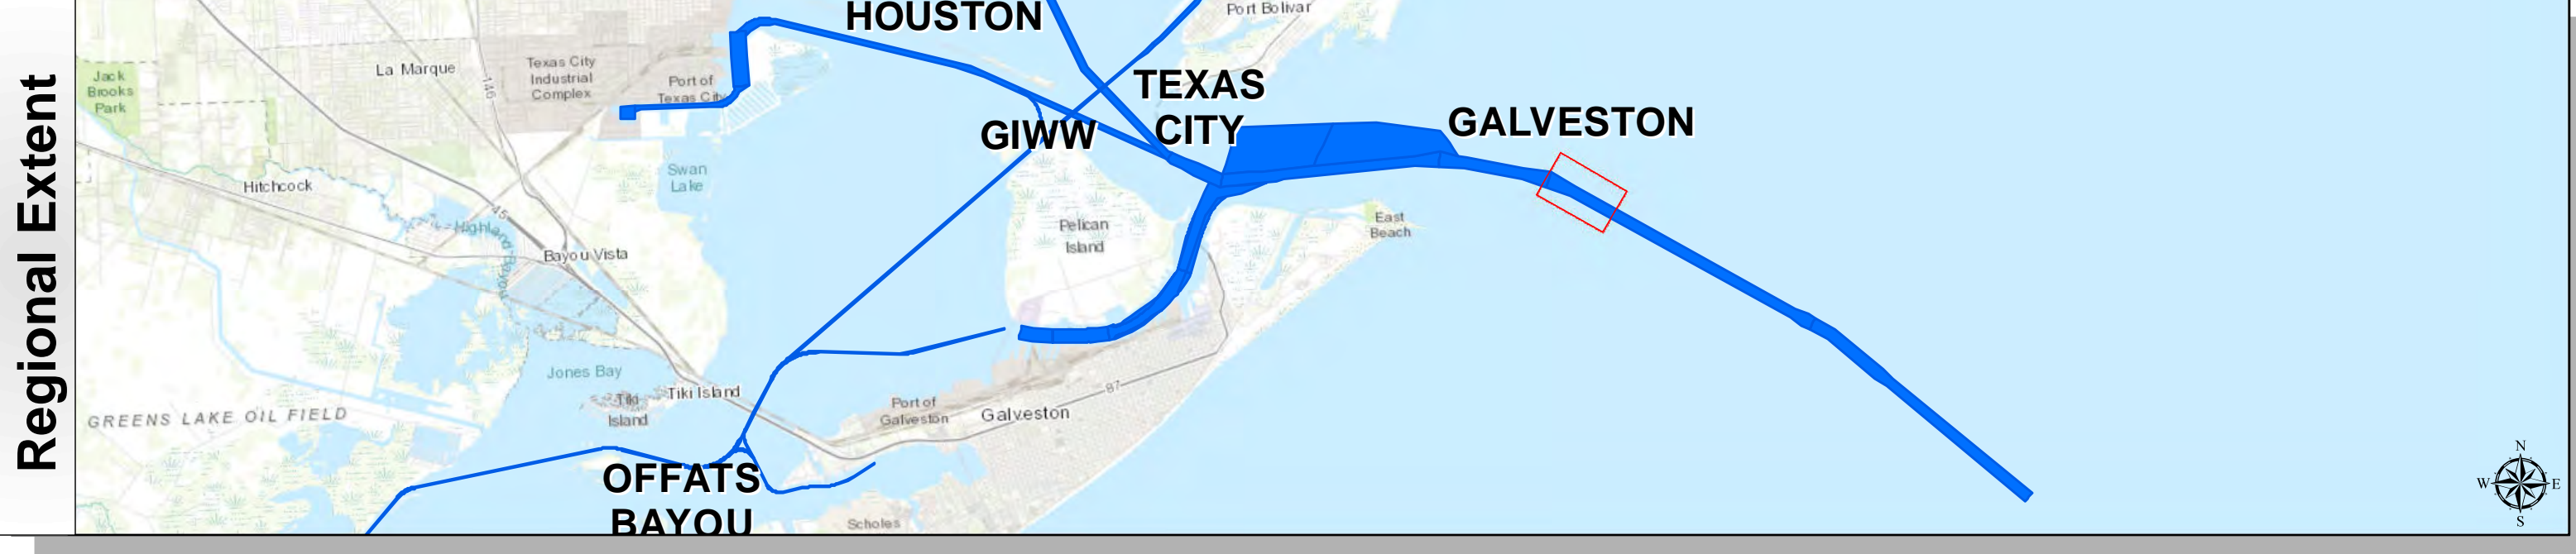 Regional Extent
HOUSTON
Port Bolivar
La Marque
146
Texas City
Industrial
Complex
Port of
Texas City
Jack
Brooks
Park
TEXAS
CITY
GIWW
GALVESTON
Swan
Lake
Hitchcock
45
Highland Bayou
Bayou Vista
Pelican
Island
East
Beach
Jones Bay
Tiki Island
Tiki
Island
GREENS LAKE OIL FIELD
Port of
Galveston
Galveston
87
OFFATS
BAYOU
Scholes
N
W
E
S